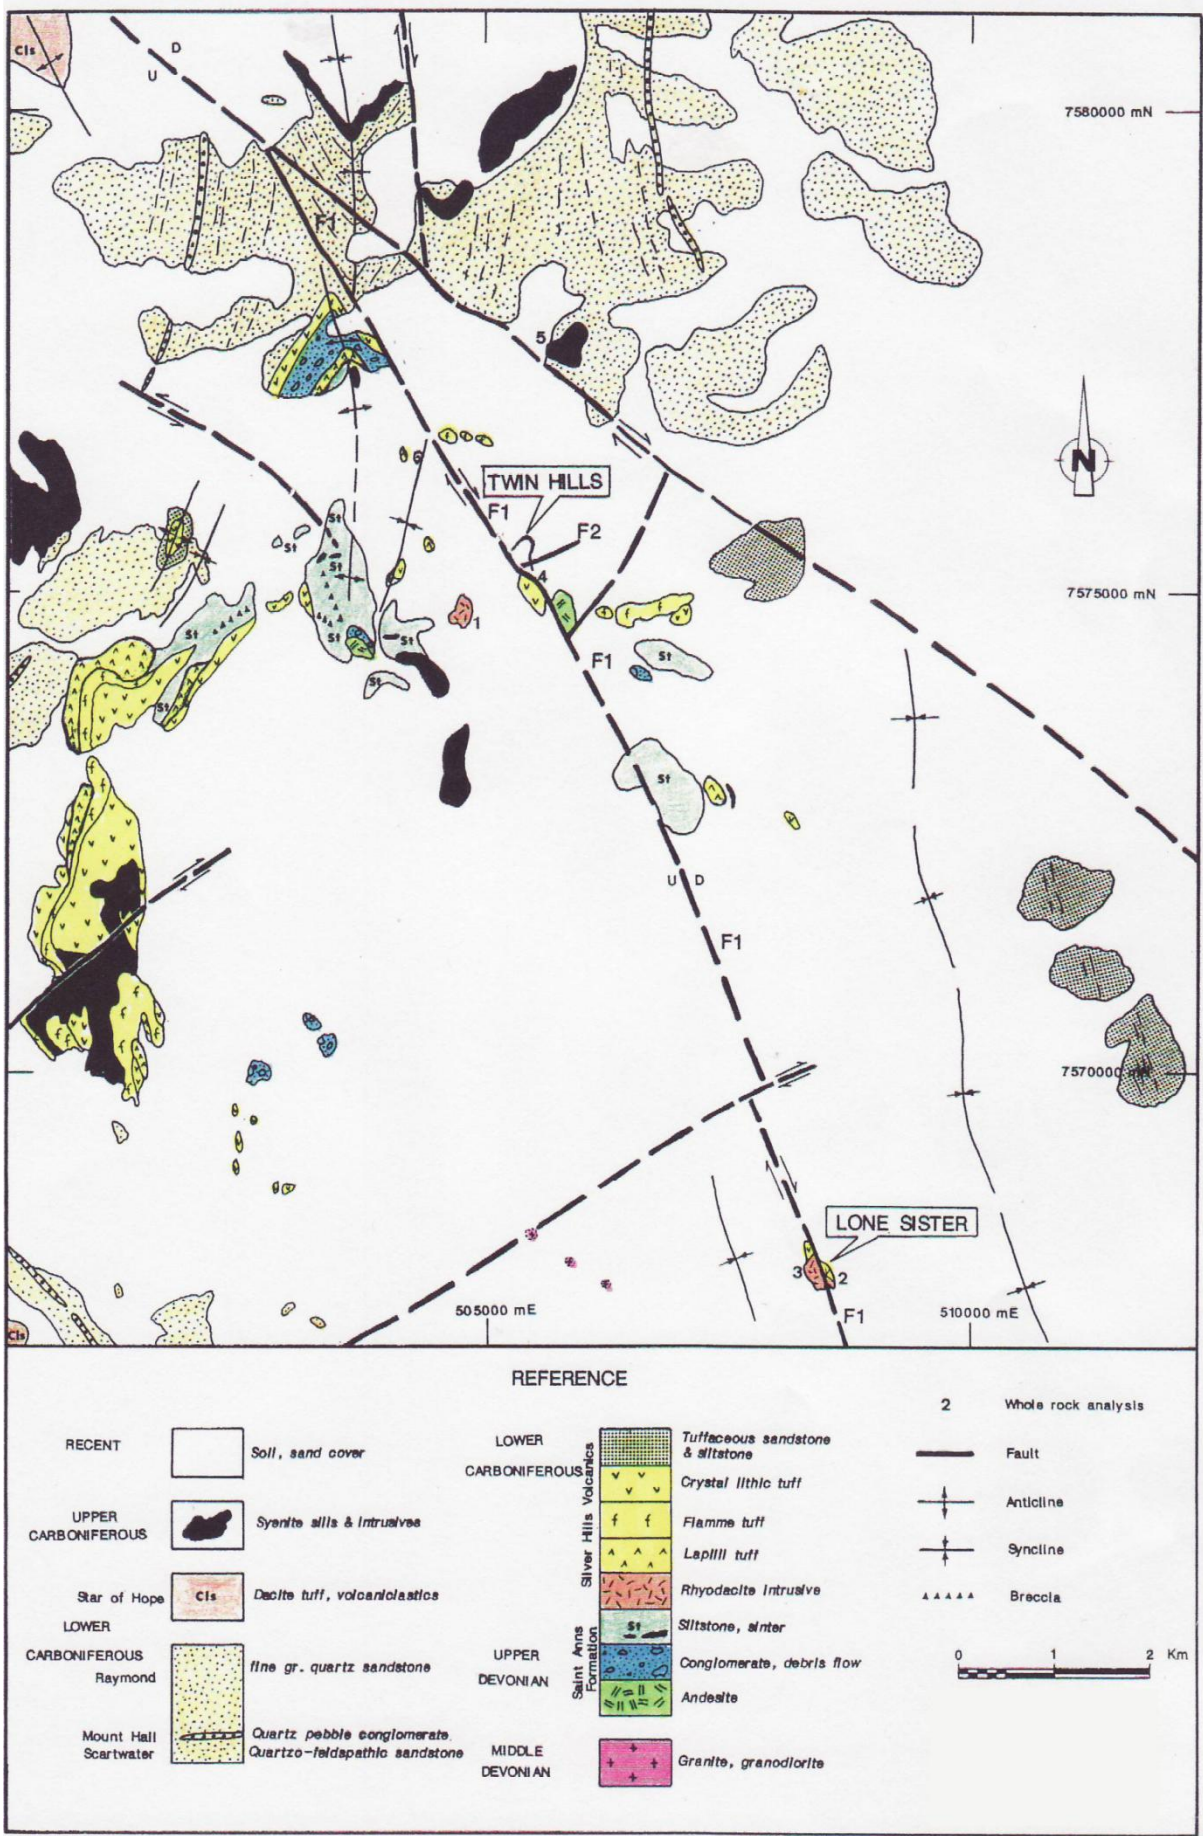 Cls
D
U
7580000 mN
F1
5
N
TWIN HILLS
F1
F2
St
St
St
4
7575000 mN
St
1
St
St
St
F1
St
St
St
U D
F1
7570000 mN
LONE SISTER
3
2
505000 mE
510000 mE
F1
Cls
REFERENCE
RECENT
Soil, sand cover
UPPER
CARBONIFEROUS
Syenite sills & intrusives
Star of Hope
Cls
Dacite tuff, volcaniclastics
LOWER
CARBONIFEROUS
Raymond
fine gr. quartz sandstone
Mount Hall
Scartwater
Quartz pebble conglomerate.
Quartzo-feldspathic sandstone
LOWER
CARBONIFEROUS
Silver Hills Volcanics
Tuffaceous sandstone
& siltstone
Crystal lithic tuff
Fiamme tuff
Lapilli tuff
Rhyodacite intrusive
UPPER
DEVONIAN
Saint Anns
Formation
St
Siltstone, sinter
Conglomerate, debris flow
Andesite
MIDDLE
DEVONIAN
Granite, granodiorite
2
Whole rock analysis
Fault
Anticline
Syncline
Breccia
0 1 2 Km